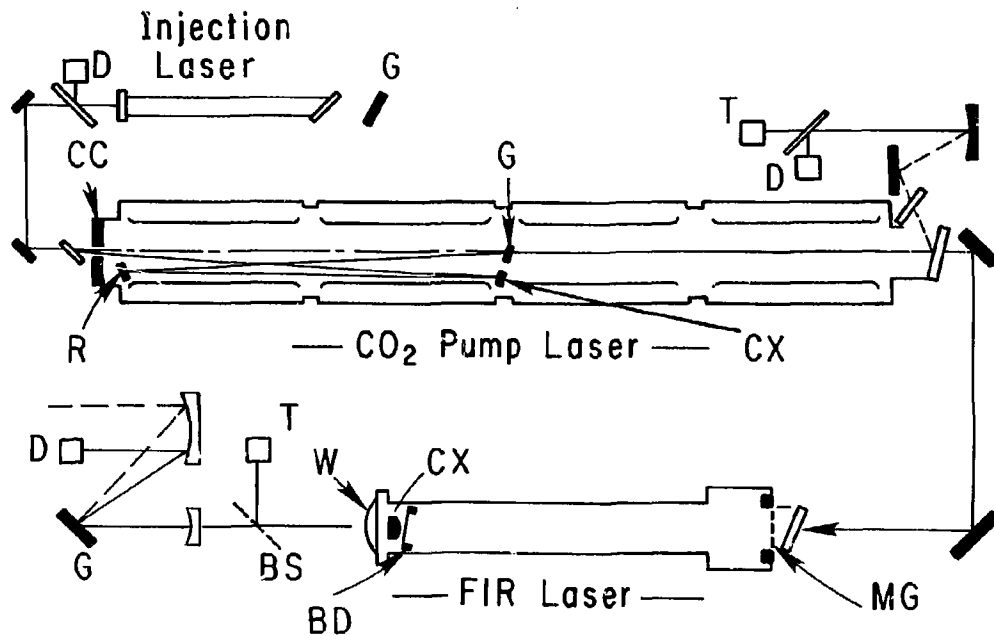 Injection
Laser
D
G
CC
G
T
D
R
— CO₂ Pump Laser —
CX
D
T
W
CX
G
BS
BD
— FIR Laser —
MG